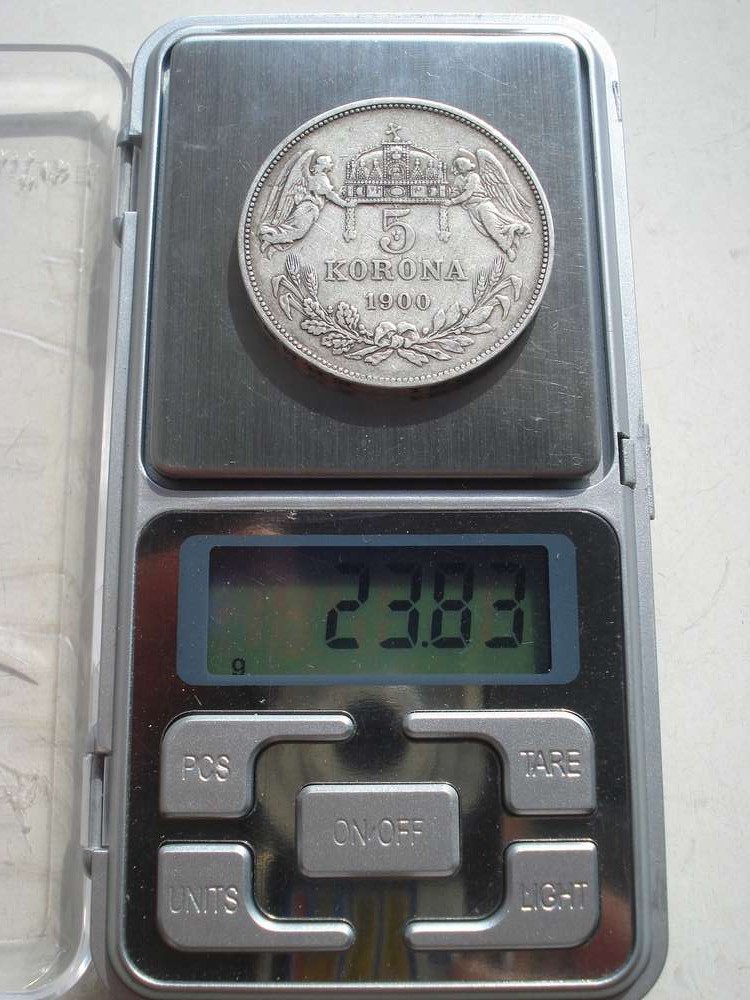 5
KORONA
1900
23.83
g
PCS
TARE
ON/OFF
UNITS
LIGHT